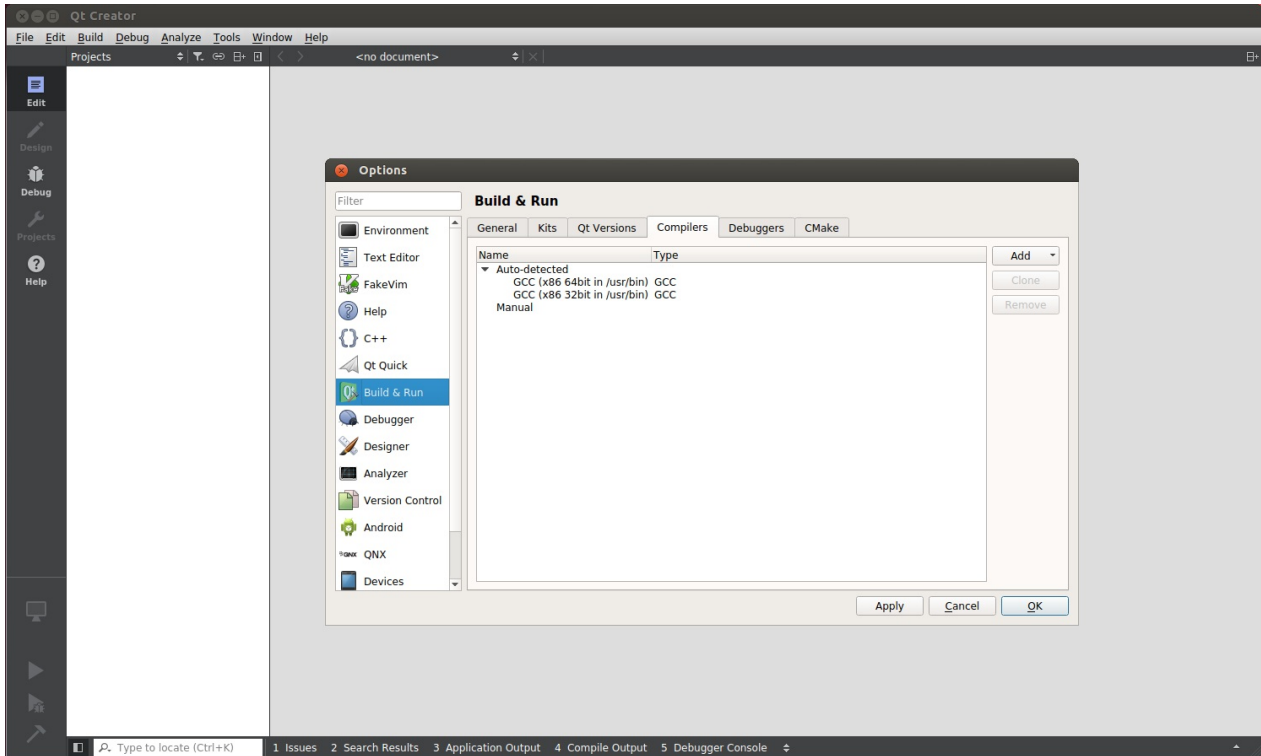 Qt Creator
File Edit Build Debug Analyze Tools Window Help
Projects <no document>
Edit
Design
Debug
Projects
Help
Options
Filter
Build & Run
Environment
Text Editor
FakeVim
Help
C++
Qt Quick
Build & Run
Debugger
Designer
Analyzer
Version Control
Android
QNX
Devices
General Kits Qt Versions Compilers Debuggers CMake
Name Type
Auto-detected
GCC (x86 64bit in /usr/bin) GCC
GCC (x86 32bit in /usr/bin) GCC
Manual
Add
Clone
Remove
Apply Cancel OK
Type to locate (Ctrl+K) 1 Issues 2 Search Results 3 Application Output 4 Compile Output 5 Debugger Console